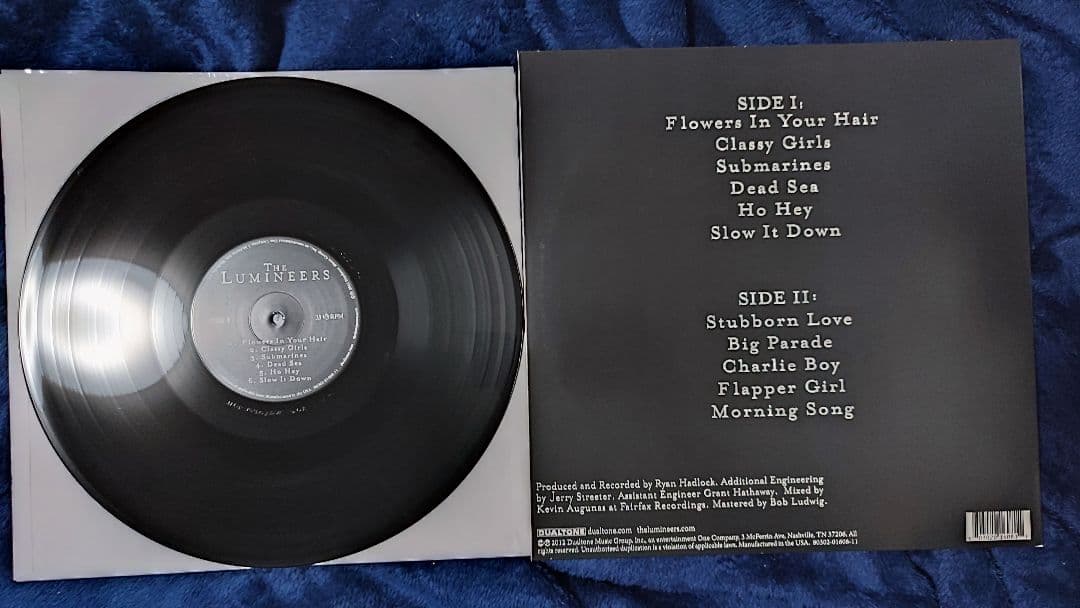 THE
LUMINEERS
33 ⅓ RPM
1. Flowers In Your Hair
2. Classy Girls
3. Submarines
4. Dead Sea
5. Ho Hey
6. Slow It Down
SIDE I:
Flowers In Your Hair
Classy Girls
Submarines
Dead Sea
Ho Hey
Slow It Down
SIDE II:
Stubborn Love
Big Parade
Charlie Boy
Flapper Girl
Morning Song
Produced and Recorded by Ryan Hadlock. Additional Engineering
by Jerry Streeter. Assistant Engineer Grant Hathaway. Mixed by
Kevin Augunas at Fairfax Recordings. Mastered by Bob Ludwig.
DUALTONE dualtone.com thelumineers.com
℗© 2012 Dualtone Music Group, Inc., an entertainment One Company. 3 McFerrin Ave, Nashville, TN 37206. All
rights reserved. Unauthorized duplication is a violation of applicable laws. Manufactured in the USA. 80302-01608-11